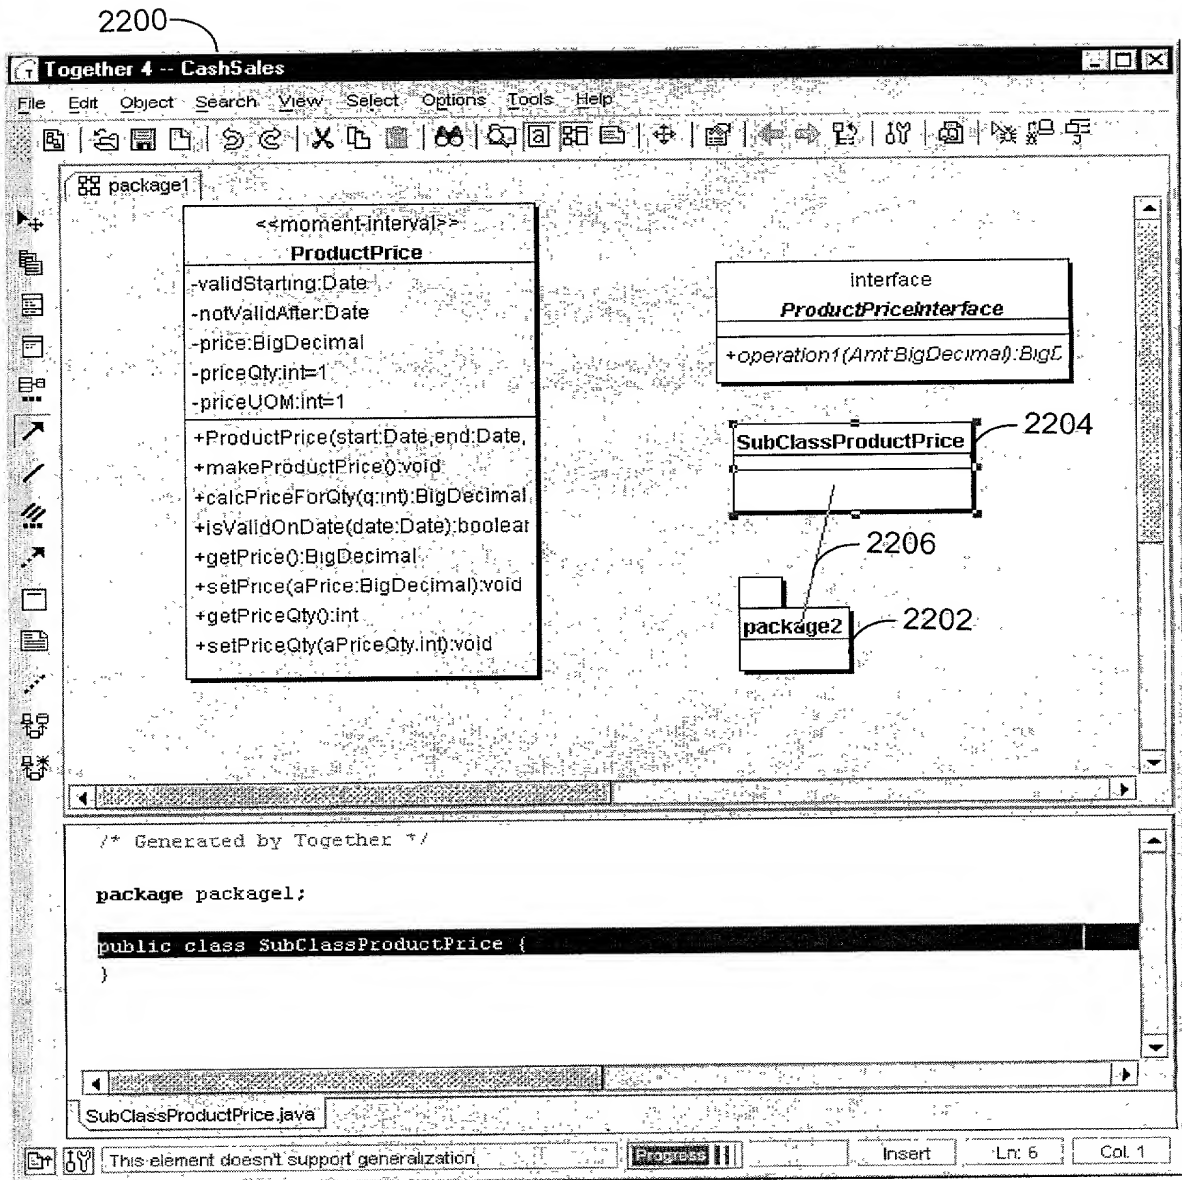 2200
Together 4 -- CashSales
File Edit Object Search View Select Options Tools Help
package1
<<moment-interval>>
ProductPrice
-validStarting:Date
-notValidAfter:Date
-price:BigDecimal
-priceQty:int=1
-priceUOM:int=1
+ProductPrice(start:Date,end:Date,
+makeProductPrice():void
+calcPriceForQty(q:int):BigDecimal
+isValidOnDate(date:Date):boolear
+getPrice():BigDecimal
+setPrice(aPrice:BigDecimal):void
+getPriceQty():int
+setPriceQty(aPriceQty.int):void
interface
ProductPriceInterface
+operation1(Amt:BigDecimal):BigD
SubClassProductPrice
2204
2206
package2
2202
/* Generated by Together */
package package1;
public class SubClassProductPrice {
}
SubClassProductPrice.java
This element doesn't support generalization
Progress
Insert
Ln: 6
Col. 1